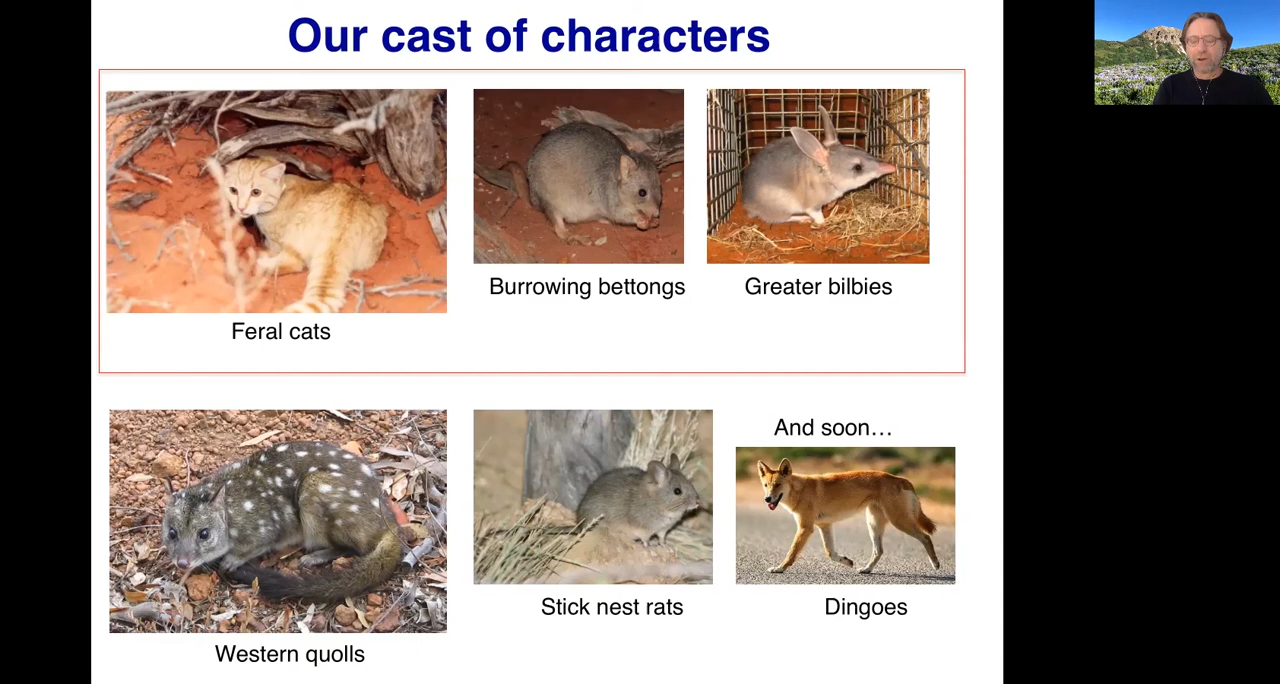 Our cast of characters
Feral cats
Burrowing bettongs
Greater bilbies
Western quolls
Stick nest rats
And soon…
Dingoes